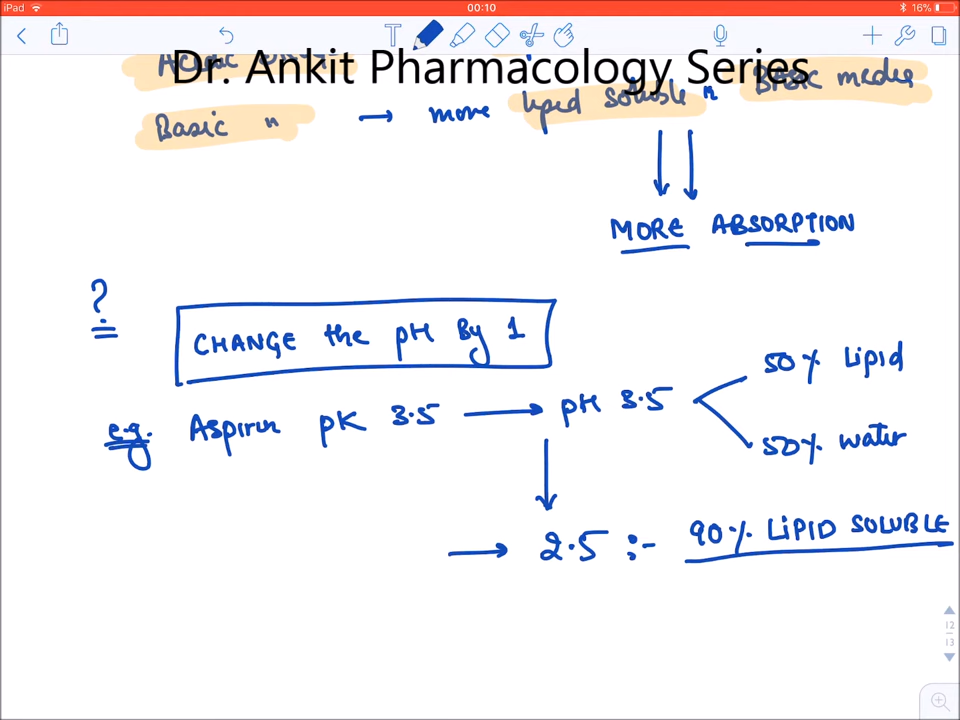 iPad 00:10 16%
Dr. Ankit Pharmacology Series
Basic " → more lipid soluble " Basic media
MORE ABSORPTION
?
CHANGE the pH By 1
e.g. Aspirin pK 3.5 → pH 3.5
50% Lipid
50% water
→ 2.5 :- 90% LIPID SOLUBLE
12
13